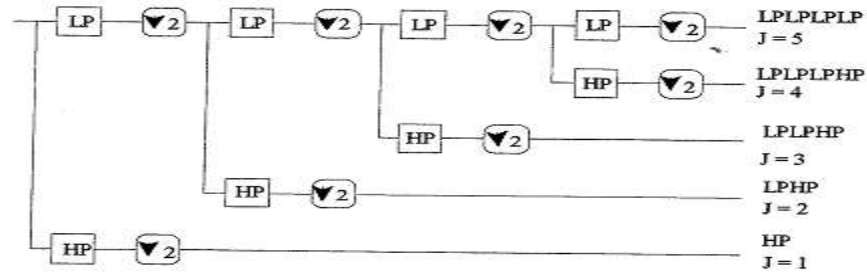 LP ▼2 LP ▼2 LP ▼2 LP ▼2 LPLPLPLP
J = 5
HP ▼2 LPLPLPHP
J = 4
HP ▼2 LPLPHP
J = 3
HP ▼2 LPHP
J = 2
HP ▼2 HP
J = 1